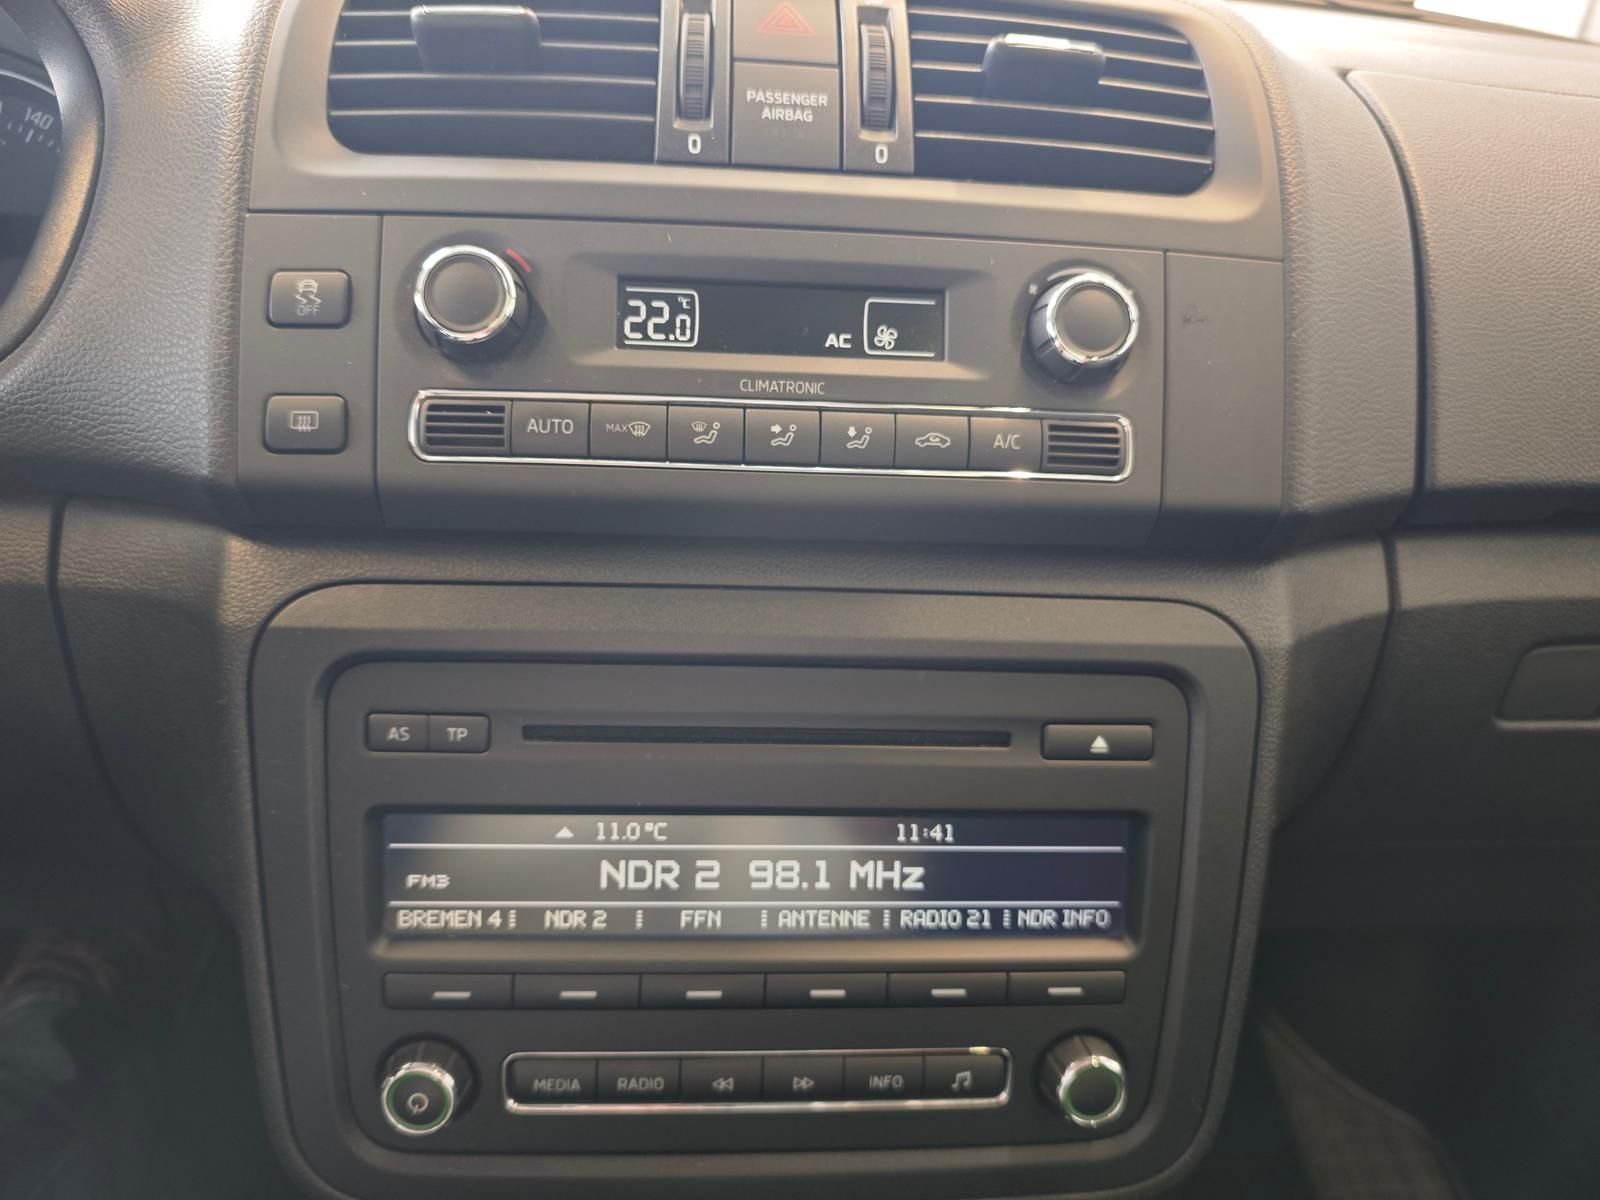 140
PASSENGER
AIRBAG
0
0
OFF
22.0 °C
AC
CLIMATRONIC
AUTO
MAX
A/C
AS TP
11.0°C 11:41
FM3 NDR 2 98.1 MHz
BREMEN 4 NDR 2 FFN ANTENNE RADIO 21 NDR INFO
MEDIA RADIO INFO